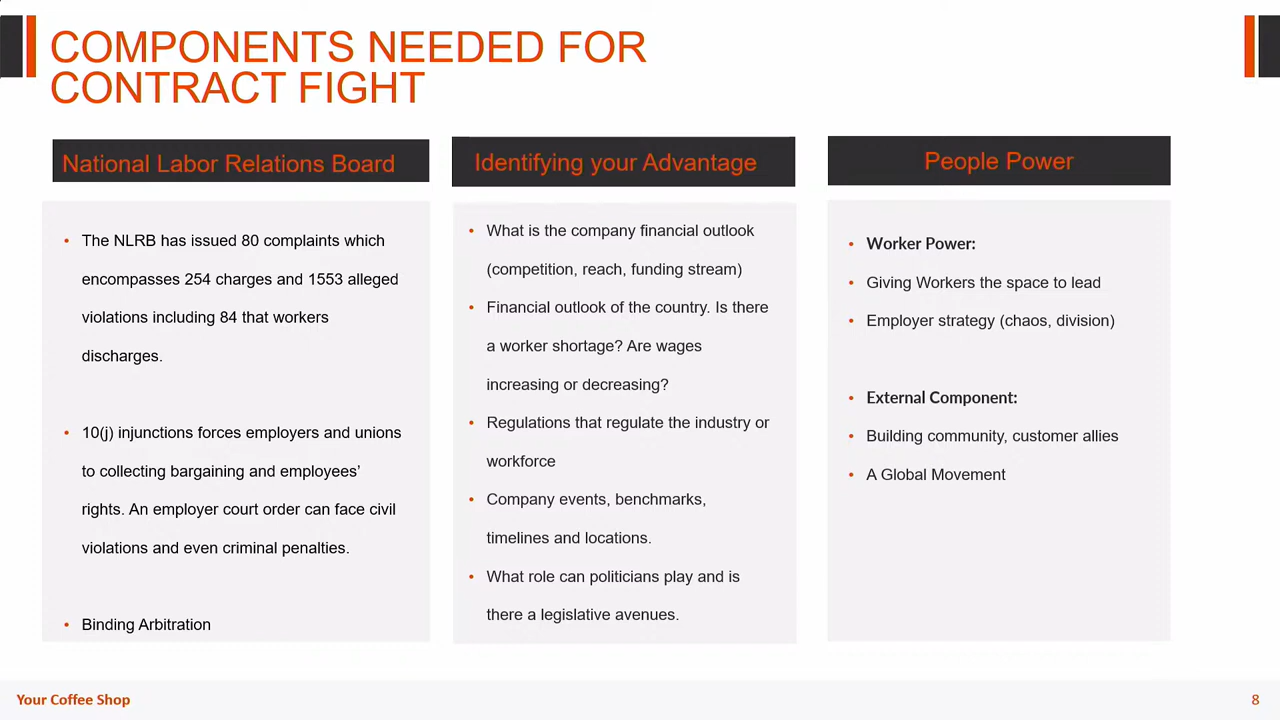 COMPONENTS NEEDED FOR
CONTRACT FIGHT
National Labor Relations Board
The NLRB has issued 80 complaints which
encompasses 254 charges and 1553 alleged
violations including 84 that workers
discharges.
10(j) injunctions forces employers and unions
to collecting bargaining and employees’
rights. An employer court order can face civil
violations and even criminal penalties.
Binding Arbitration
Identifying your Advantage
What is the company financial outlook
(competition, reach, funding stream)
Financial outlook of the country. Is there
a worker shortage? Are wages
increasing or decreasing?
Regulations that regulate the industry or
workforce
Company events, benchmarks,
timelines and locations.
What role can politicians play and is
there a legislative avenues.
People Power
Worker Power:
Giving Workers the space to lead
Employer strategy (chaos, division)
External Component:
Building community, customer allies
A Global Movement
Your Coffee Shop
8